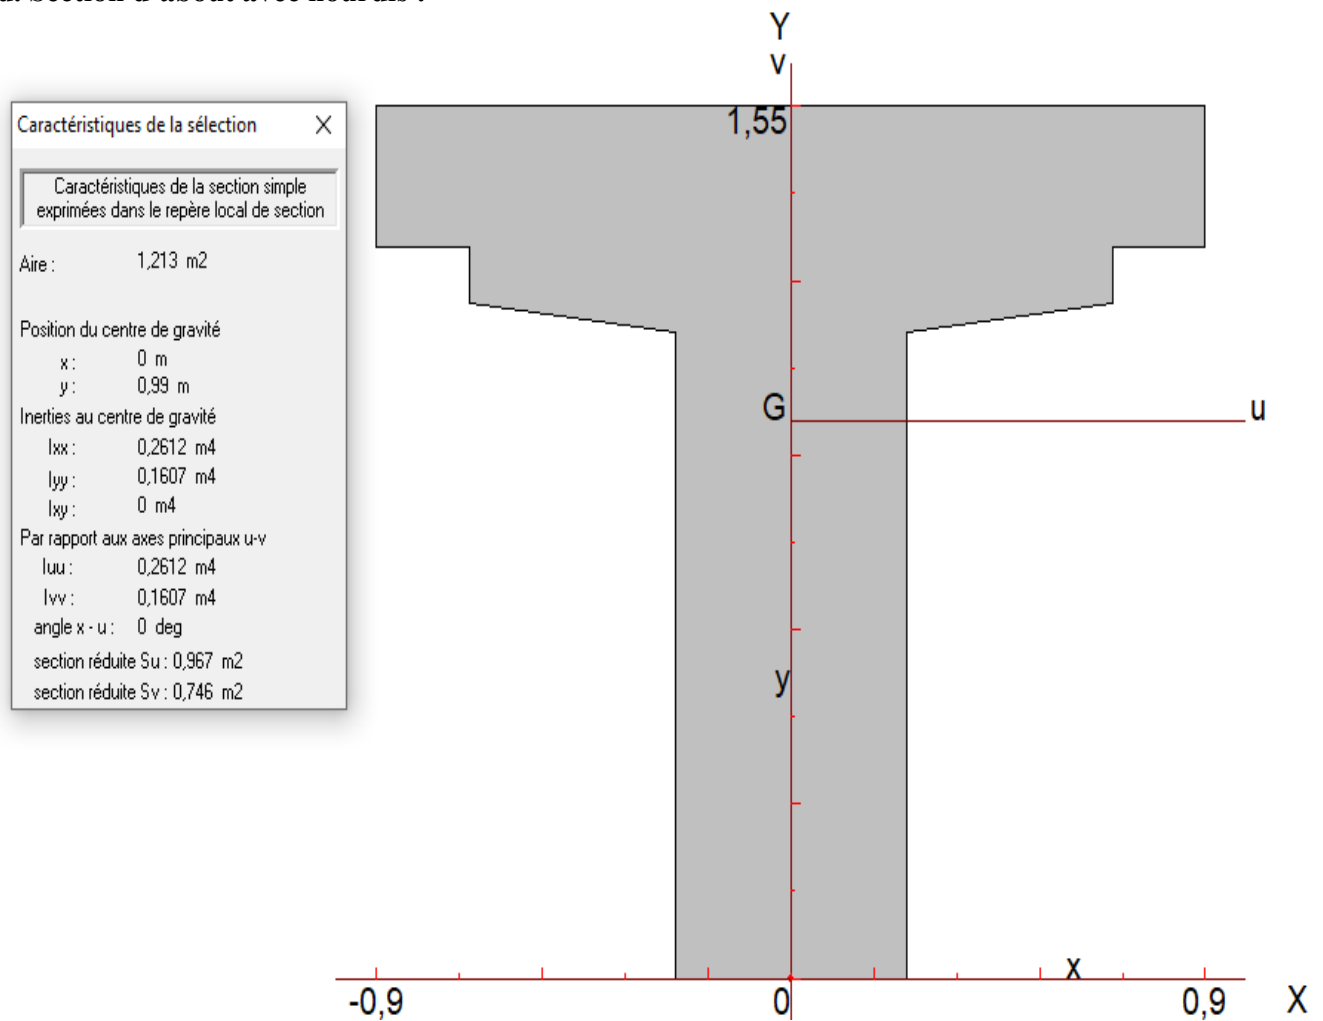 Section d'about avec hourdis :
Caractéristiques de la sélection
Caractéristiques de la section simple
exprimées dans le repère local de section
Aire : 1,213 m2
Position du centre de gravité
x : 0 m
y : 0,99 m
Inerties au centre de gravité
Ixx : 0,2612 m4
Iyy : 0,1607 m4
Ixy : 0 m4
Par rapport aux axes principaux u-v
Iuu : 0,2612 m4
Ivv : 0,1607 m4
angle x - u : 0 deg
section réduite Su : 0,967 m2
section réduite Sv : 0,746 m2
Y
v
1,55
G
u
y
x
-0,9
0
0,9
X